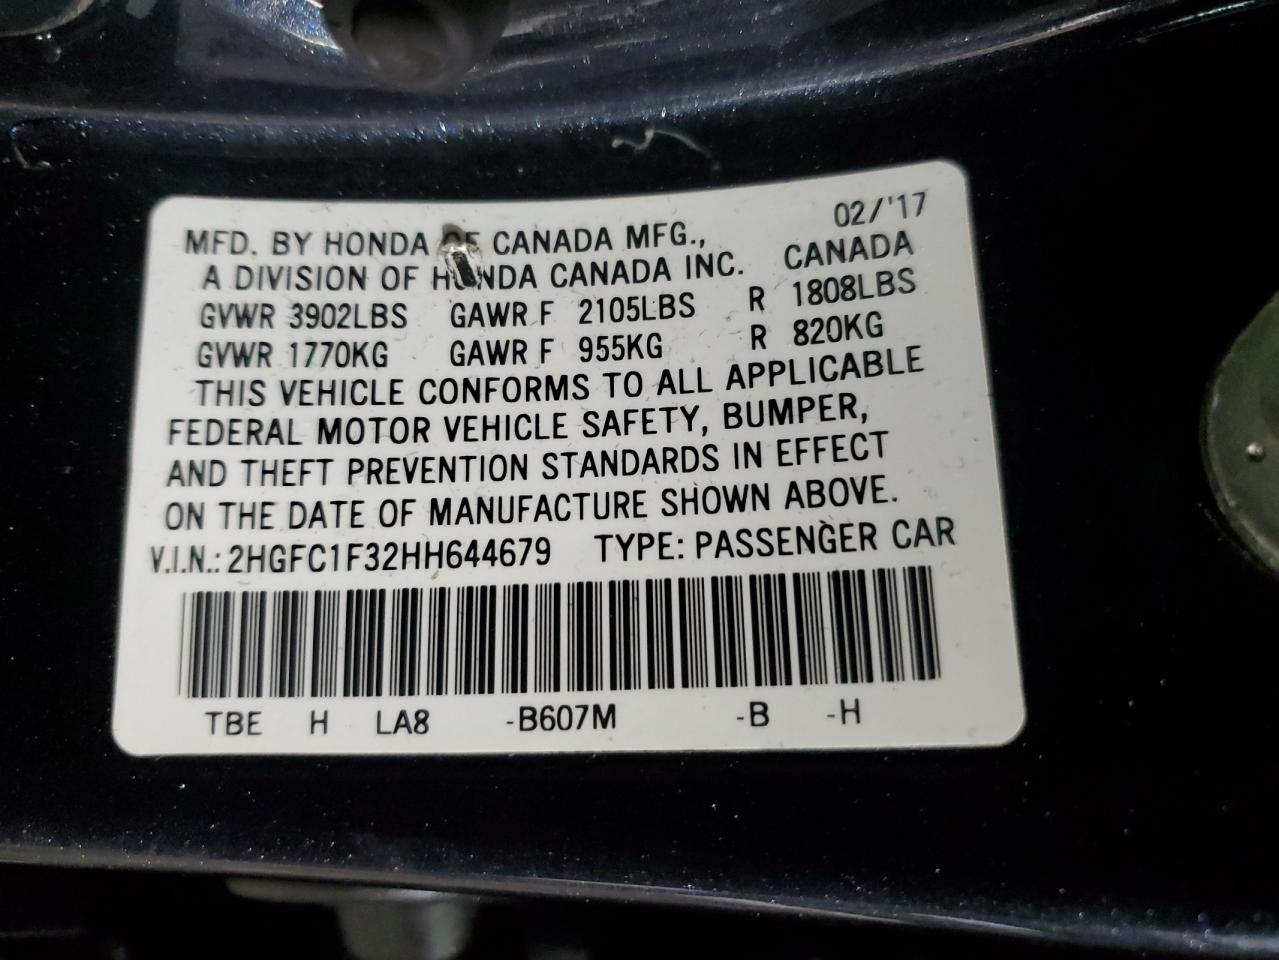 02/'17
MFD. BY HONDA OF CANADA MFG.,
A DIVISION OF HONDA CANADA INC. CANADA
GVWR 3902LBS GAWR F 2105LBS R 1808LBS
GVWR 1770KG GAWR F 955KG R 820KG
THIS VEHICLE CONFORMS TO ALL APPLICABLE
FEDERAL MOTOR VEHICLE SAFETY, BUMPER,
AND THEFT PREVENTION STANDARDS IN EFFECT
ON THE DATE OF MANUFACTURE SHOWN ABOVE.
V.I.N.: 2HGFC1F32HH644679 TYPE: PASSENGER CAR
TBE H LA8 -B607M -B -H